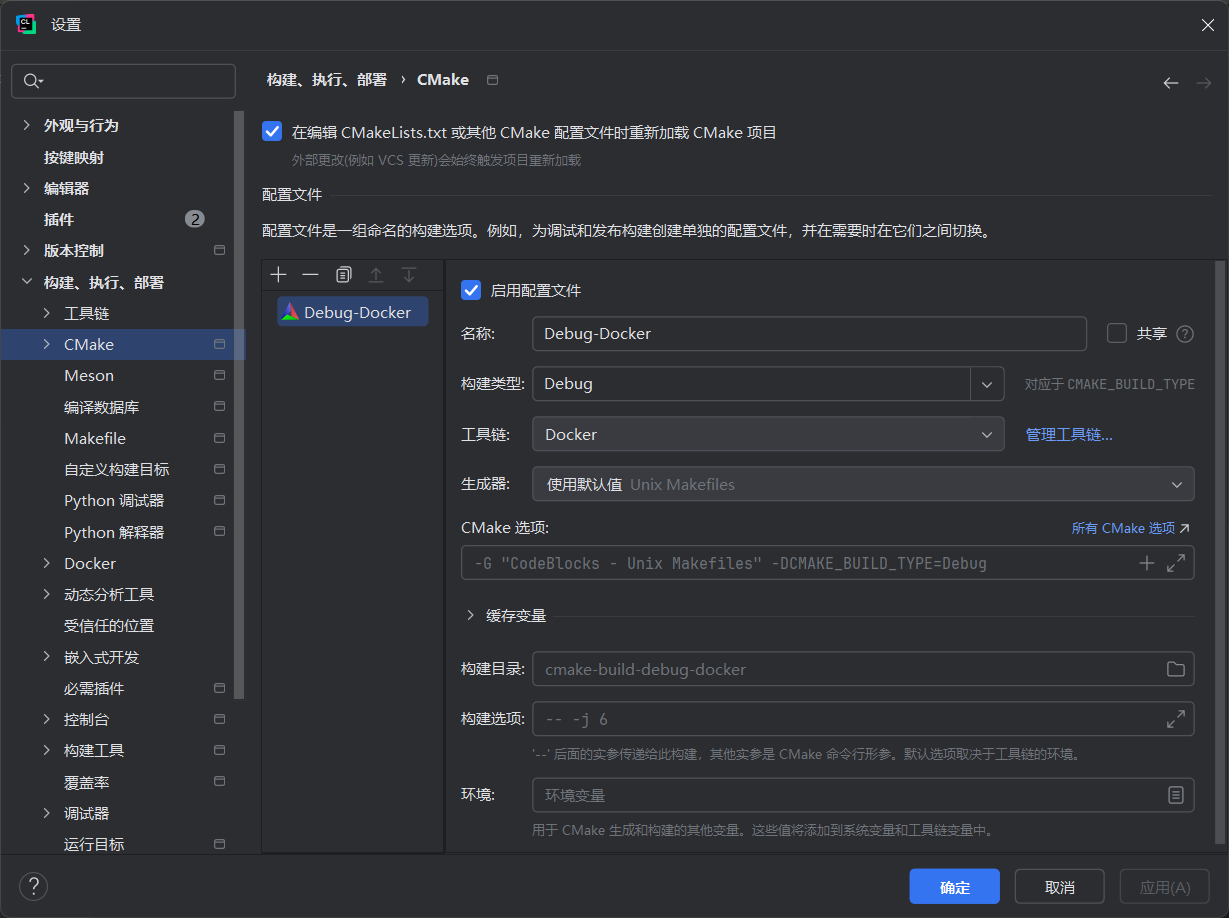 设置
外观与行为
按键映射
编辑器
插件 2
版本控制
构建、执行、部署
工具链
CMake
Meson
编译数据库
Makefile
自定义构建目标
Python 调试器
Python 解释器
Docker
动态分析工具
受信任的位置
嵌入式开发
必需插件
控制台
构建工具
覆盖率
调试器
运行目标
构建、执行、部署 › CMake
在编辑 CMakeLists.txt 或其他 CMake 配置文件时重新加载 CMake 项目
外部更改(例如 VCS 更新)会始终触发项目重新加载
配置文件
配置文件是一组命名的构建选项。例如，为调试和发布构建创建单独的配置文件，并在需要时在它们之间切换。
Debug-Docker
启用配置文件
名称: Debug-Docker 共享 ?
构建类型: Debug 对应于 CMAKE_BUILD_TYPE
工具链: Docker 管理工具链...
生成器: 使用默认值 Unix Makefiles
CMake 选项: 所有 CMake 选项
-G "CodeBlocks - Unix Makefiles" -DCMAKE_BUILD_TYPE=Debug
缓存变量
构建目录: cmake-build-debug-docker
构建选项: -- -j 6
'--' 后面的实参传递给此构建，其他实参是 CMake 命令行形参。默认选项取决于工具链的环境。
环境: 环境变量
用于 CMake 生成和构建的其他变量。这些值将添加到系统变量和工具链变量中。
? 确定 取消 应用(A)